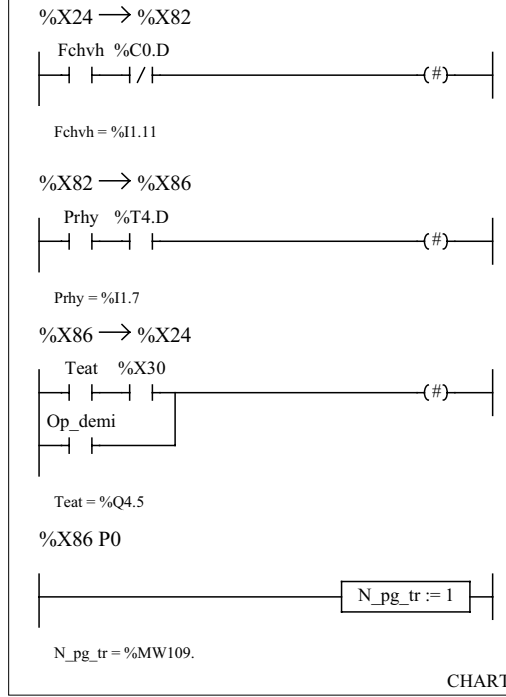 %X24 → %X82
Fchvh %C0.D
(#)
Fchvh = %I1.11
%X82 → %X86
Prhy %T4.D
(#)
Prhy = %I1.7
%X86 → %X24
Teat %X30
(#)
Op_demi
Teat = %Q4.5
%X86 P0
N_pg_tr := 1
N_pg_tr = %MW109.
CHART